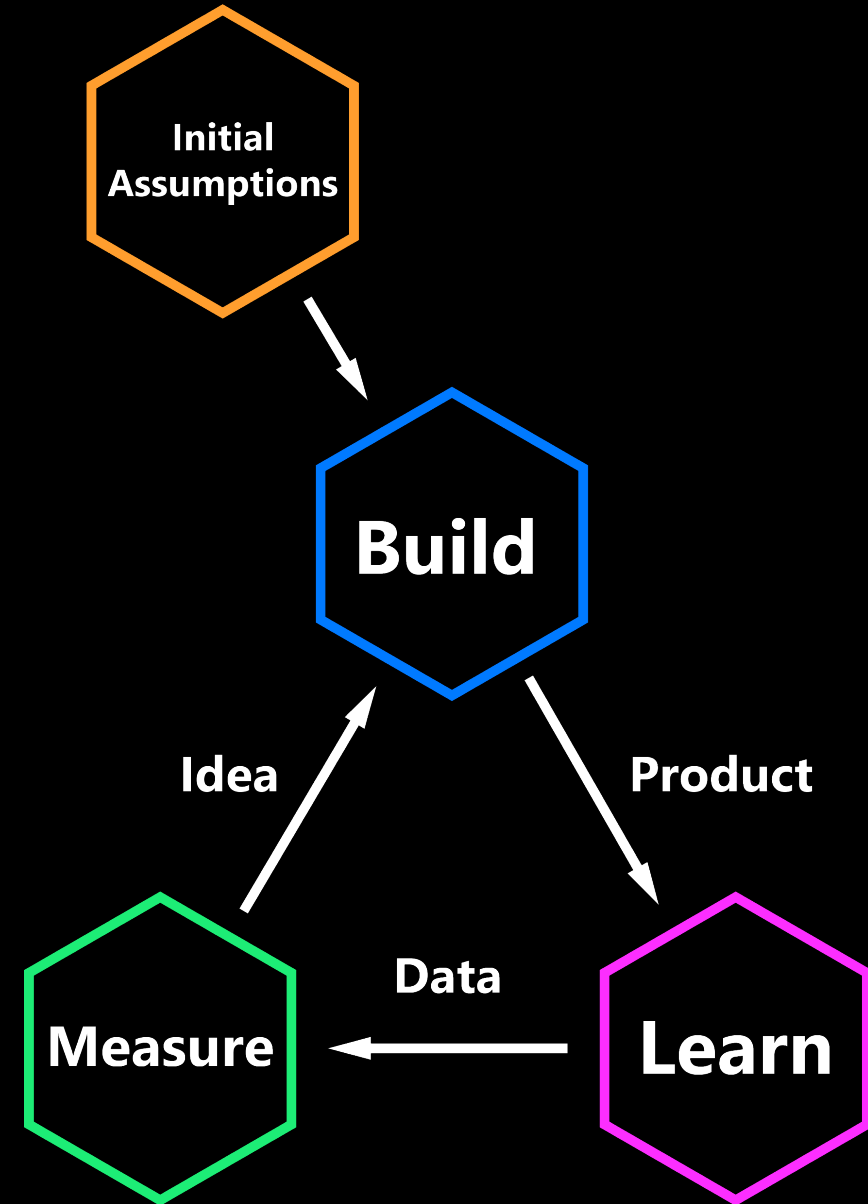 Initial
Assumptions
Build
Idea
Product
Data
Measure
Learn